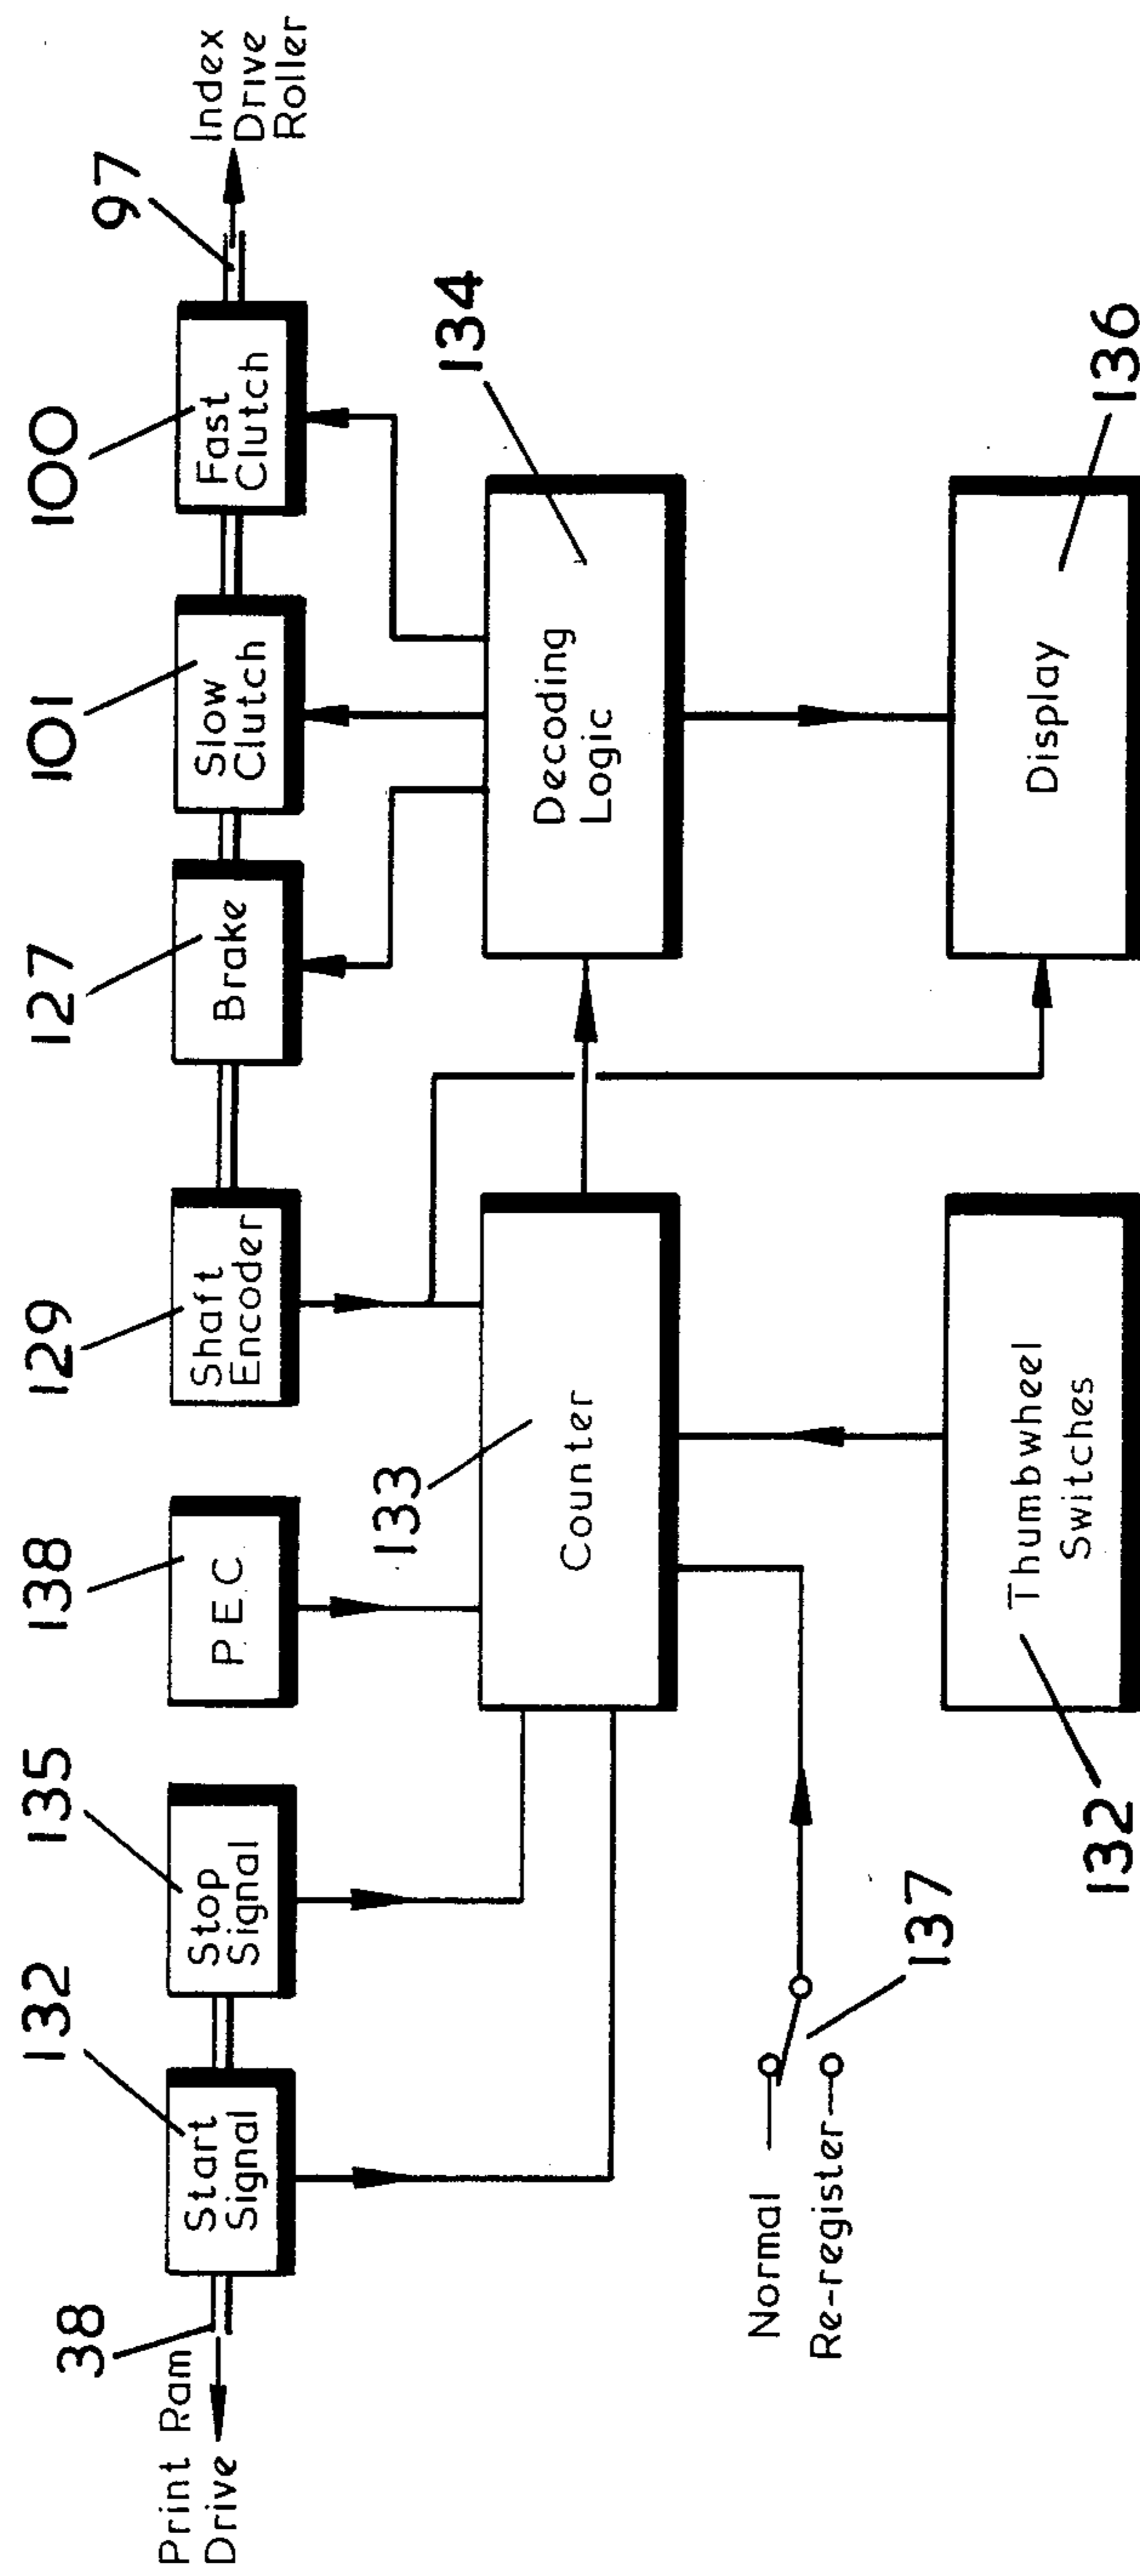 38
132
135
138
129
127
101
100
97
Print Ram
Drive
Start
Signal
Stop
Signal
P.E.C
Shaft
Encoder
Brake
Slow
Clutch
Fast
Clutch
Index
Drive
Roller
133
134
Counter
Decoding
Logic
Normal
Re-register
137
132
Thumbwheel
Switches
Display
136